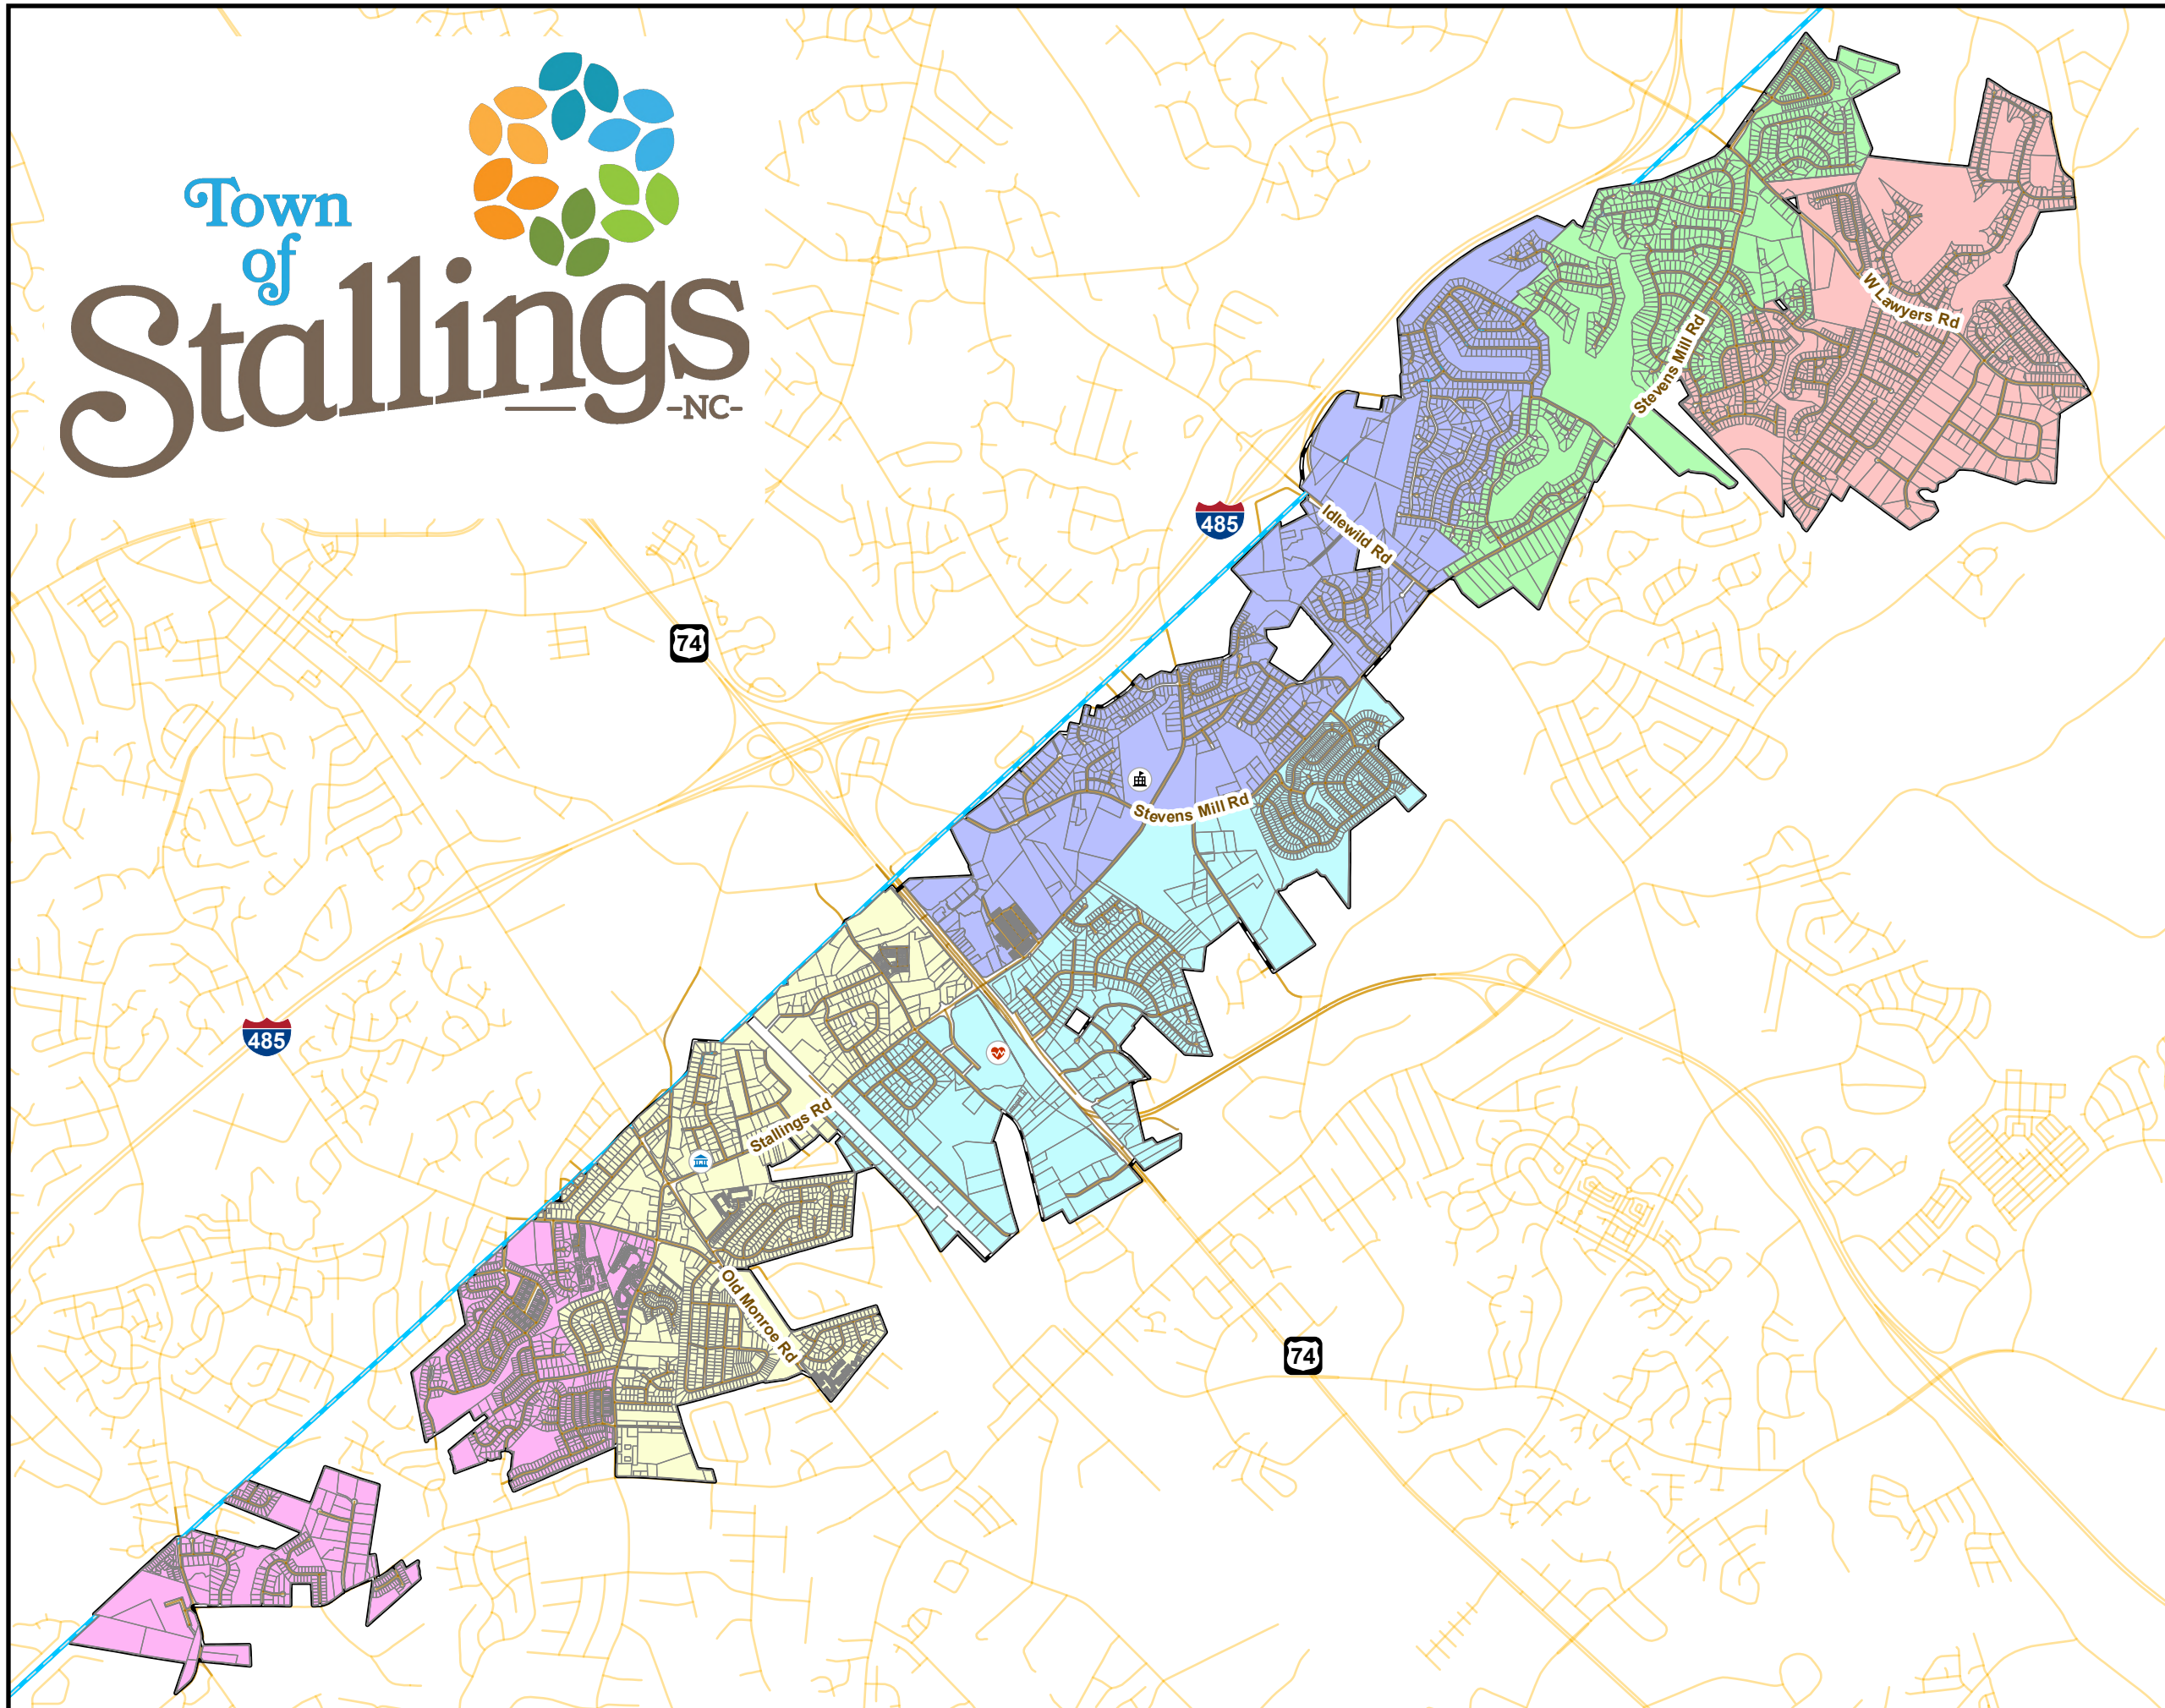 Town
of
Stallings
-NC-
W Lawyers Rd
Stevens Mill Rd
485
Idlewild Rd
74
Stevens Mill Rd
485
Stallings Rd
Old Monroe Rd
74